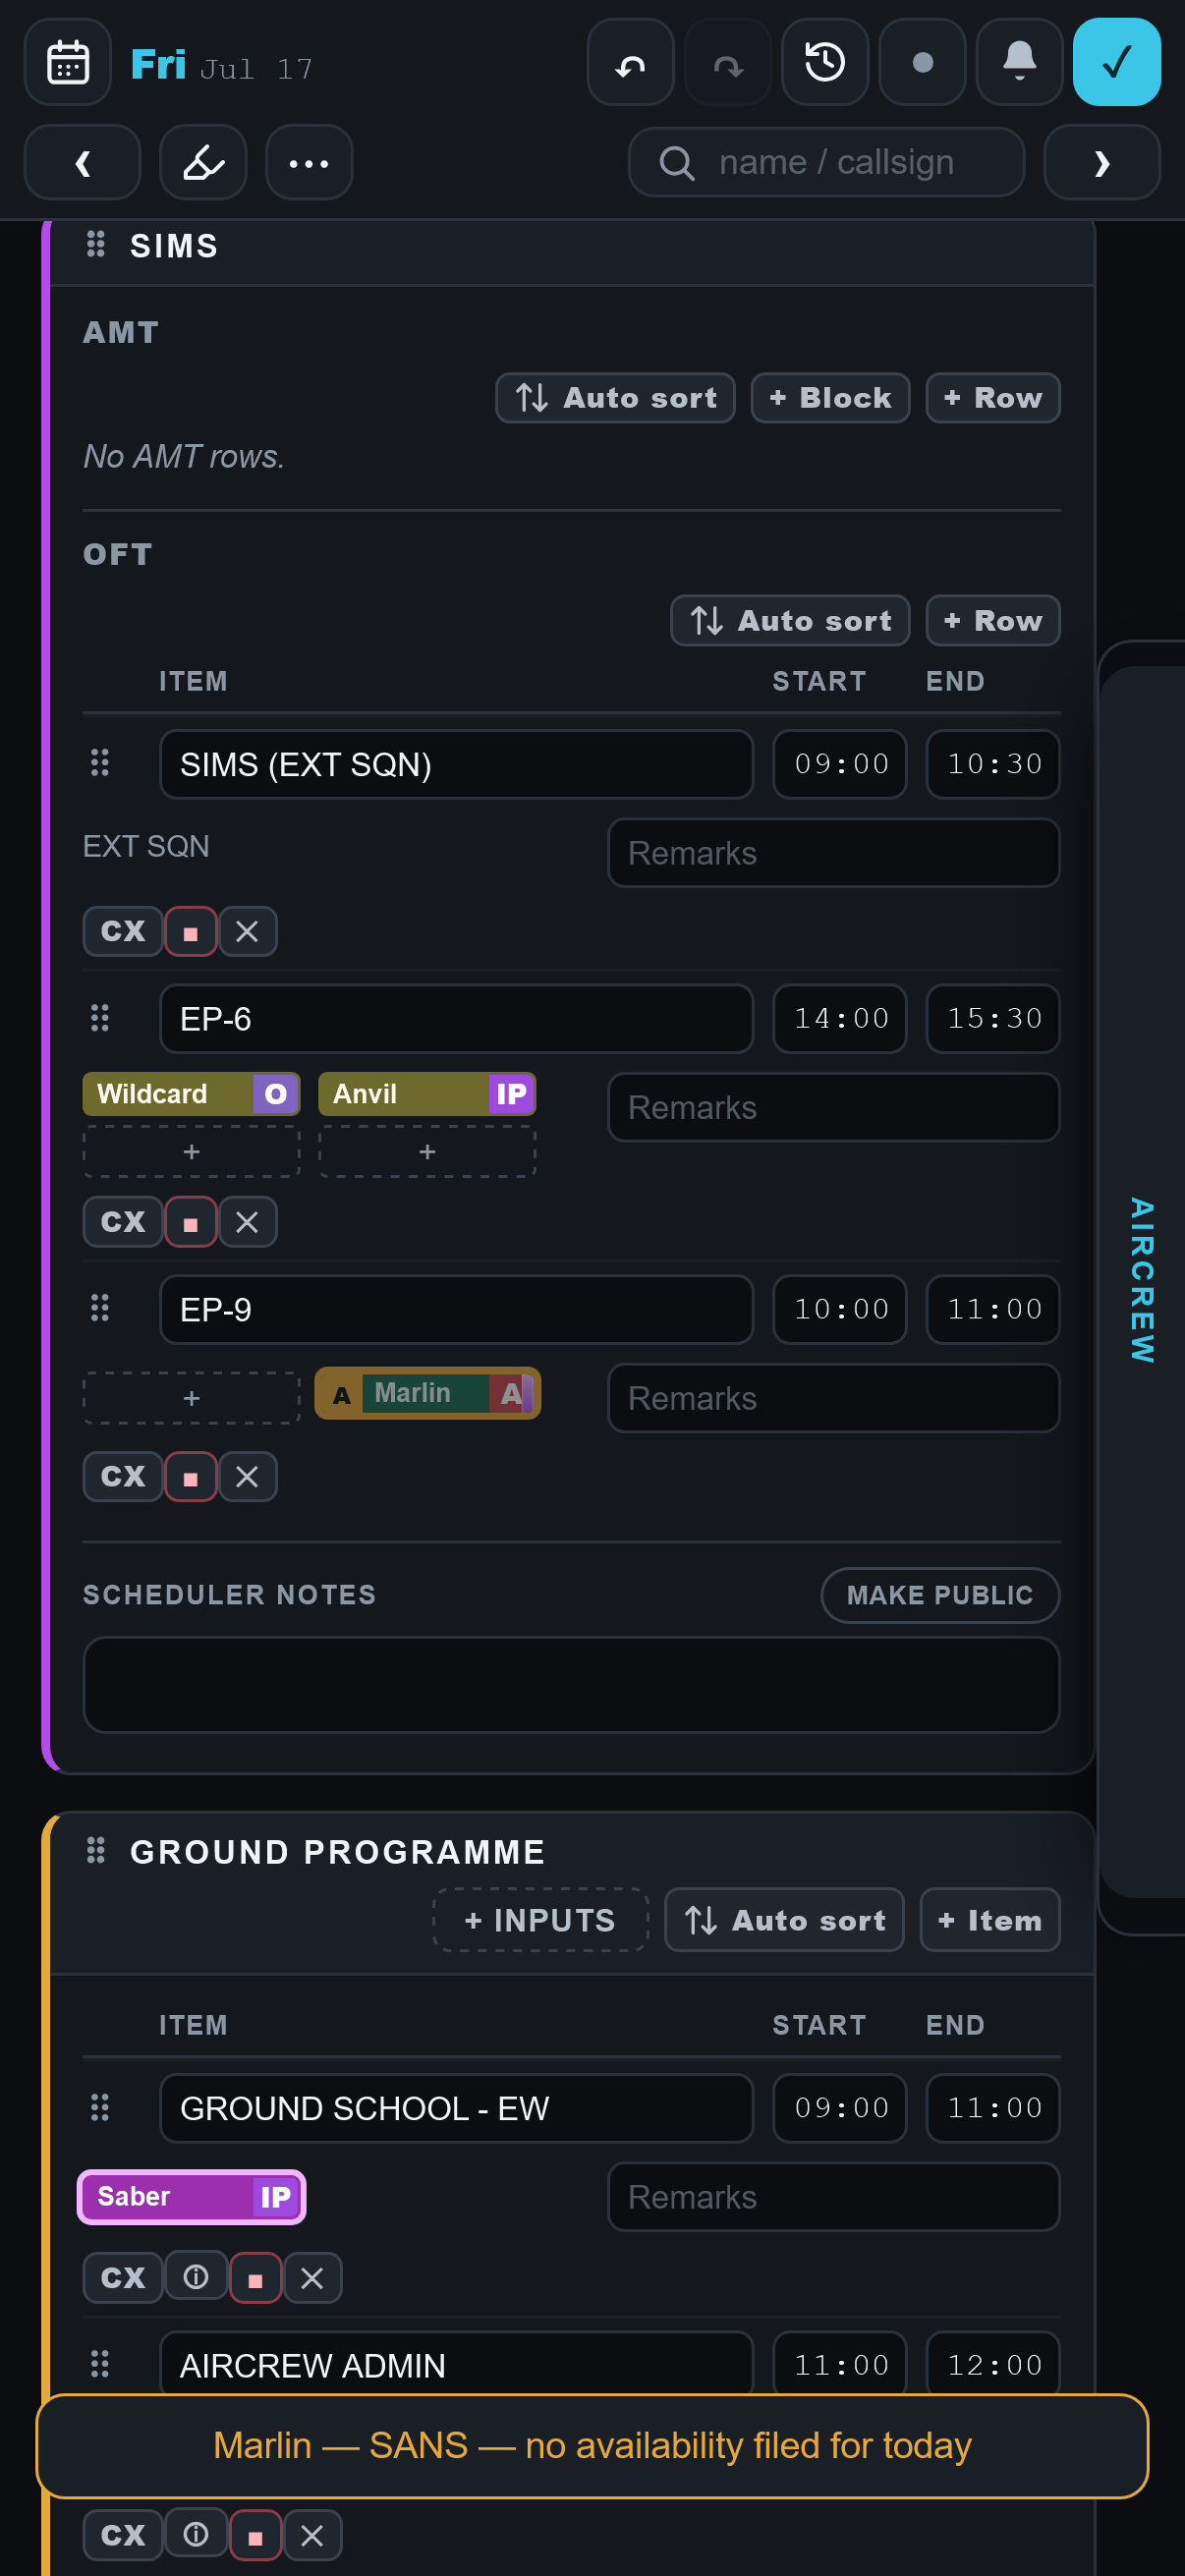 Fri Jul 17
name / callsign
SIMS
AMT
Auto sort + Block + Row
No AMT rows.
OFT
Auto sort + Row
ITEM START END
SIMS (EXT SQN) 09:00 10:30
EXT SQN Remarks
CX
EP-6 14:00 15:30
Wildcard O Anvil IP Remarks
+ +
CX
EP-9 10:00 11:00
+ A Marlin A Remarks
CX
SCHEDULER NOTES MAKE PUBLIC
AIRCREW
GROUND PROGRAMME
+ INPUTS Auto sort + Item
ITEM START END
GROUND SCHOOL - EW 09:00 11:00
Saber IP Remarks
CX
AIRCREW ADMIN 11:00 12:00
Marlin — SANS — no availability filed for today
CX